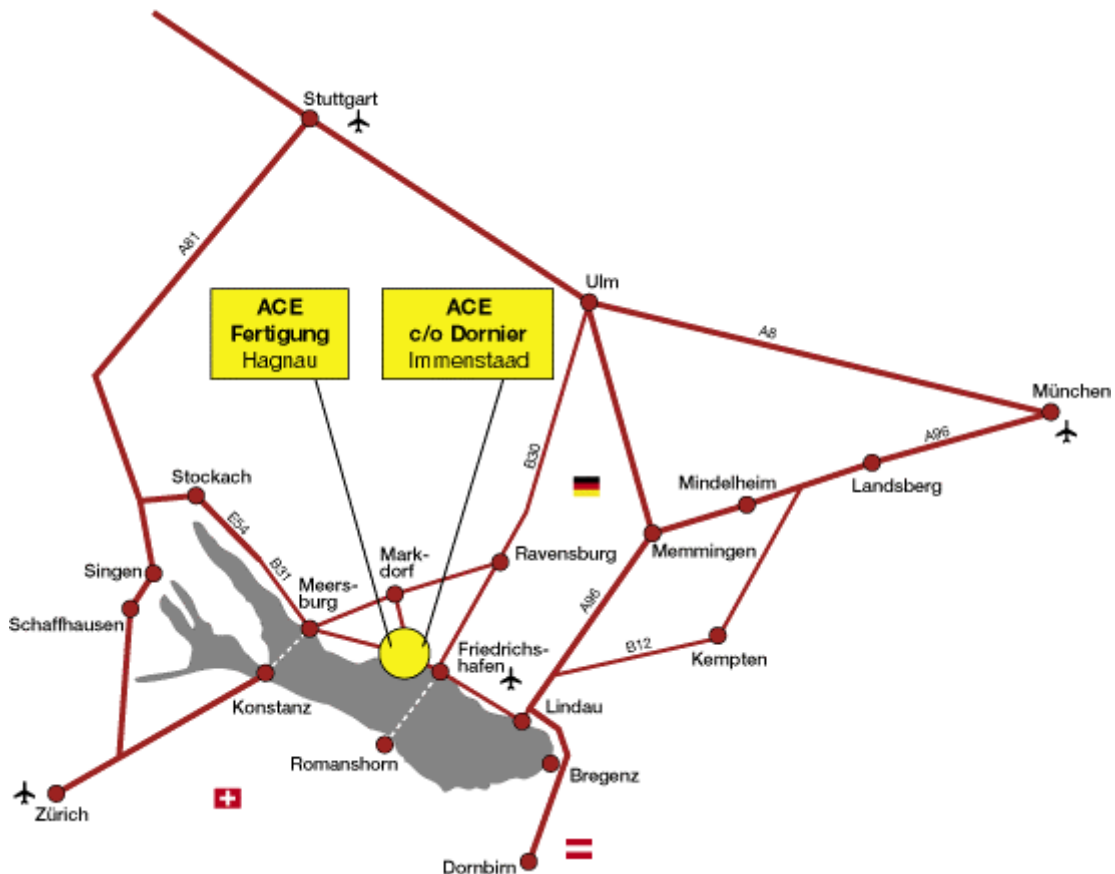 Stuttgart
A81
Ulm
ACE
Fertigung
Hagnau
ACE
c/o Dornier
Immenstaad
A8
München
A96
B30
Stockach
Mindelheim
Landsberg
E54
Mark-
dorf
Ravensburg
Memmingen
B31
Singen
Meers-
burg
A96
Schaffhausen
Friedrichs-
hafen
B12
Kempten
Konstanz
Lindau
Romanshorn
Bregenz
Zürich
Dornbirn